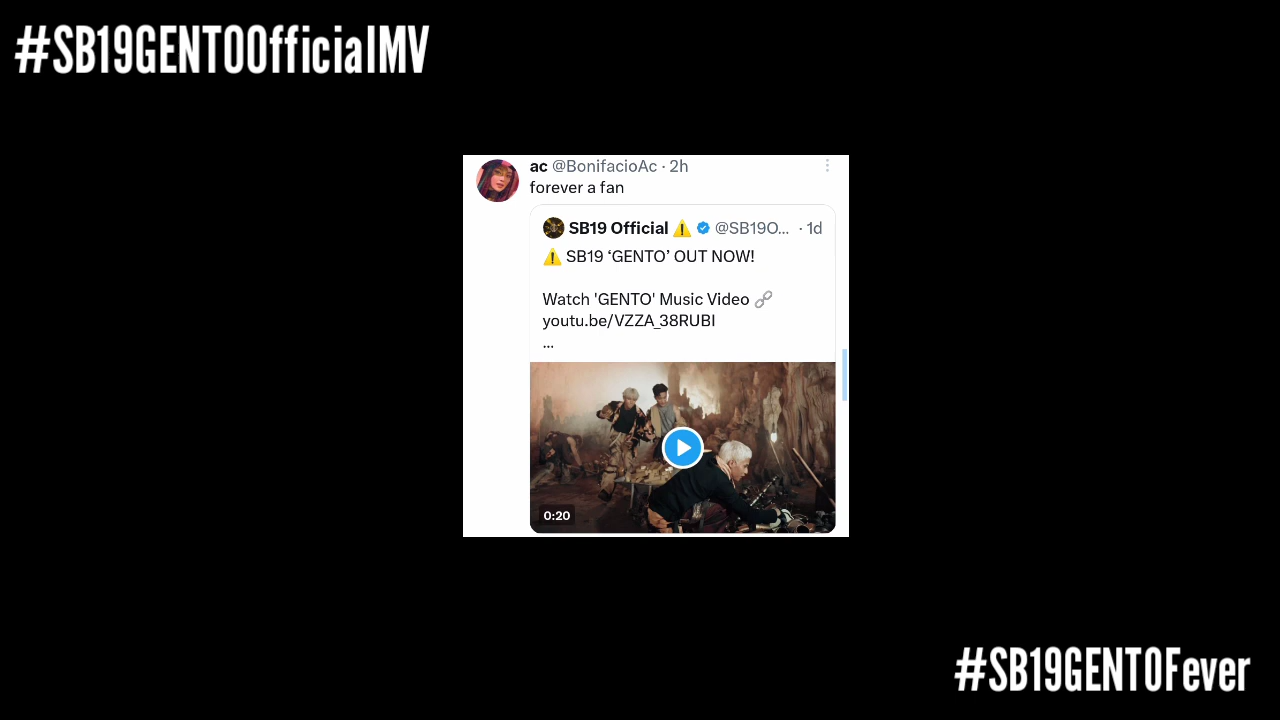 #SB19GENTOOfficialMV
ac @BonifacioAc · 2h
forever a fan
SB19 Official ⚠️ @SB19O... · 1d
⚠️ SB19 ‘GENTO’ OUT NOW!
Watch 'GENTO' Music Video 🔗
youtu.be/VZZA_38RUBI
...
0:20
#SB19GENTOFever